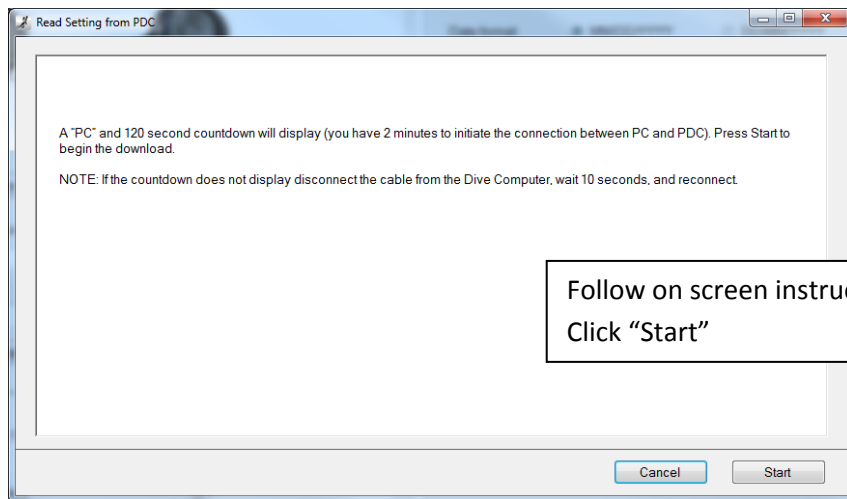 Read Setting from PDC
A "PC" and 120 second countdown will display (you have 2 minutes to initiate the connection between PC and PDC). Press Start to
begin the download.
NOTE: If the countdown does not display disconnect the cable from the Dive Computer, wait 10 seconds, and reconnect.
Follow on screen
Click “Start”
Cancel Start